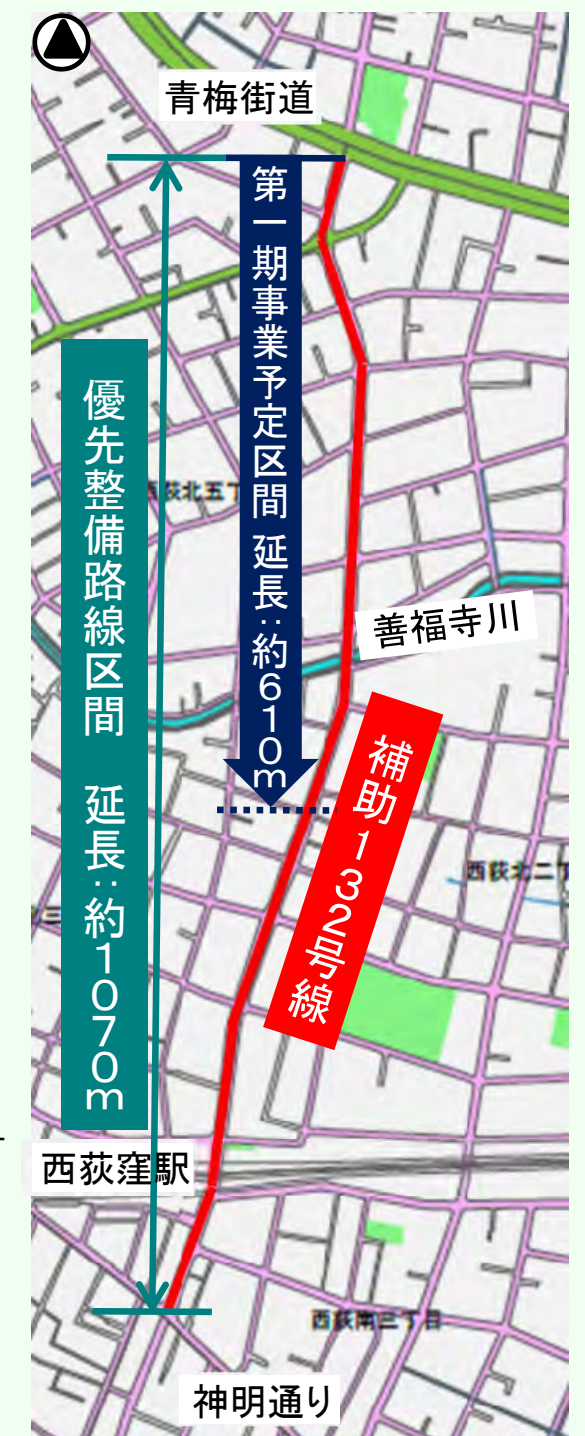 青梅街道
第一期事業予定区間 延長:約610m
優先整備路線区間 延長:約1070m
西荻北五丁
善福寺川
補助132号線
西荻北二丁
三
西荻窪駅
西荻南三丁目
神明通り